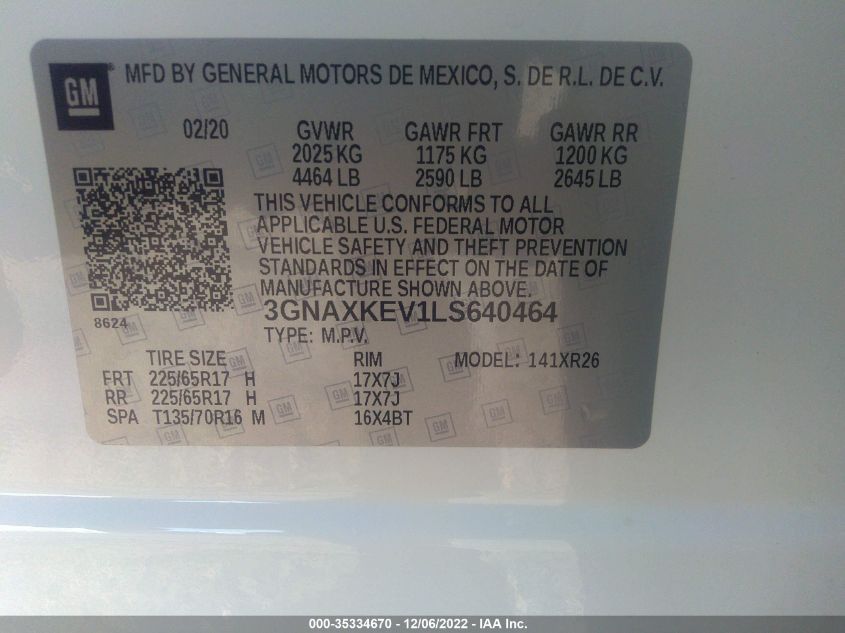 GM MFD BY GENERAL MOTORS DE MEXICO, S. DE R.L. DE C.V.
02/20 GVWR GAWR FRT GAWR RR
2025 KG 1175 KG 1200 KG
4464 LB 2590 LB 2645 LB
THIS VEHICLE CONFORMS TO ALL
APPLICABLE U.S. FEDERAL MOTOR
VEHICLE SAFETY AND THEFT PREVENTION
STANDARDS IN EFFECT ON THE DATE OF
MANUFACTURE SHOWN ABOVE.
8624 3GNAXKEV1LS640464
TYPE: M.P.V.
TIRE SIZE RIM MODEL: 141XR26
FRT 225/65R17 H 17X7J
RR 225/65R17 H 17X7J
SPA T135/70R16 M 16X4BT
000-35334670 - 12/06/2022 - IAA Inc.